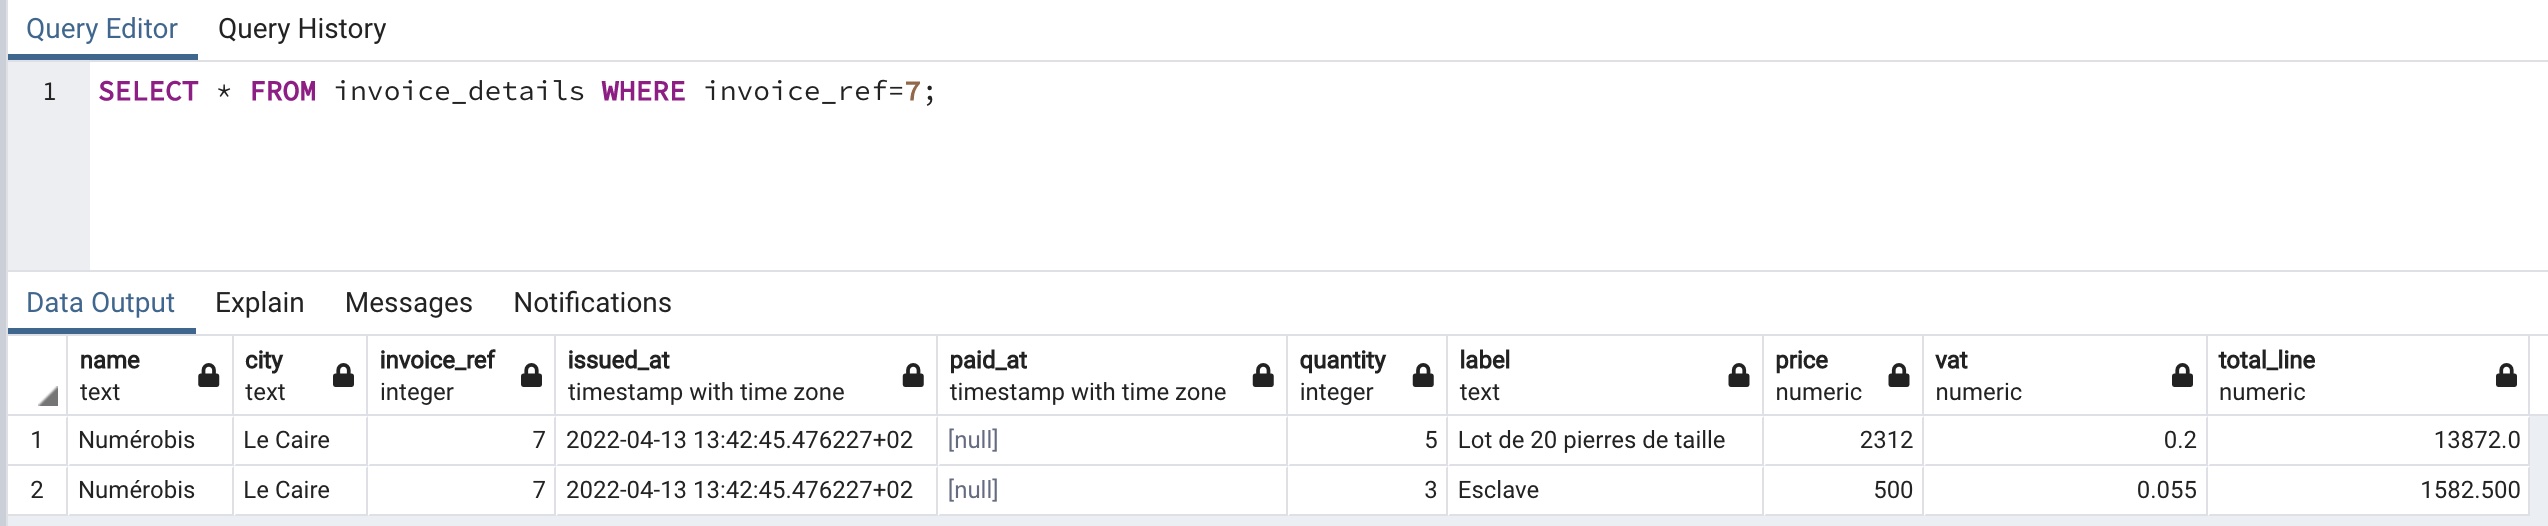 Query Editor Query History
1 SELECT * FROM invoice_details WHERE invoice_ref=7;
Data Output Explain Messages Notifications
name city invoice_ref issued_at paid_at quantity label price vat total_line
text text integer timestamp with time zone timestamp with time zone integer text numeric numeric numeric
1 Numérobis Le Caire 7 2022-04-13 13:42:45.476227+02 [null] 5 Lot de 20 pierres de taille 2312 0.2 13872.0
2 Numérobis Le Caire 7 2022-04-13 13:42:45.476227+02 [null] 3 Esclave 500 0.055 1582.500